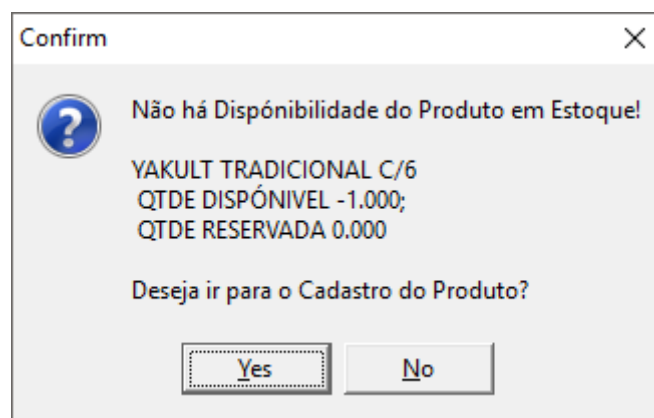 Confirm
Não há Dispónibilidade do Produto em Estoque!
YAKULT TRADICIONAL C/6
QTDE DISPÓNIVEL -1.000;
QTDE RESERVADA 0.000
Deseja ir para o Cadastro do Produto?
Yes
No